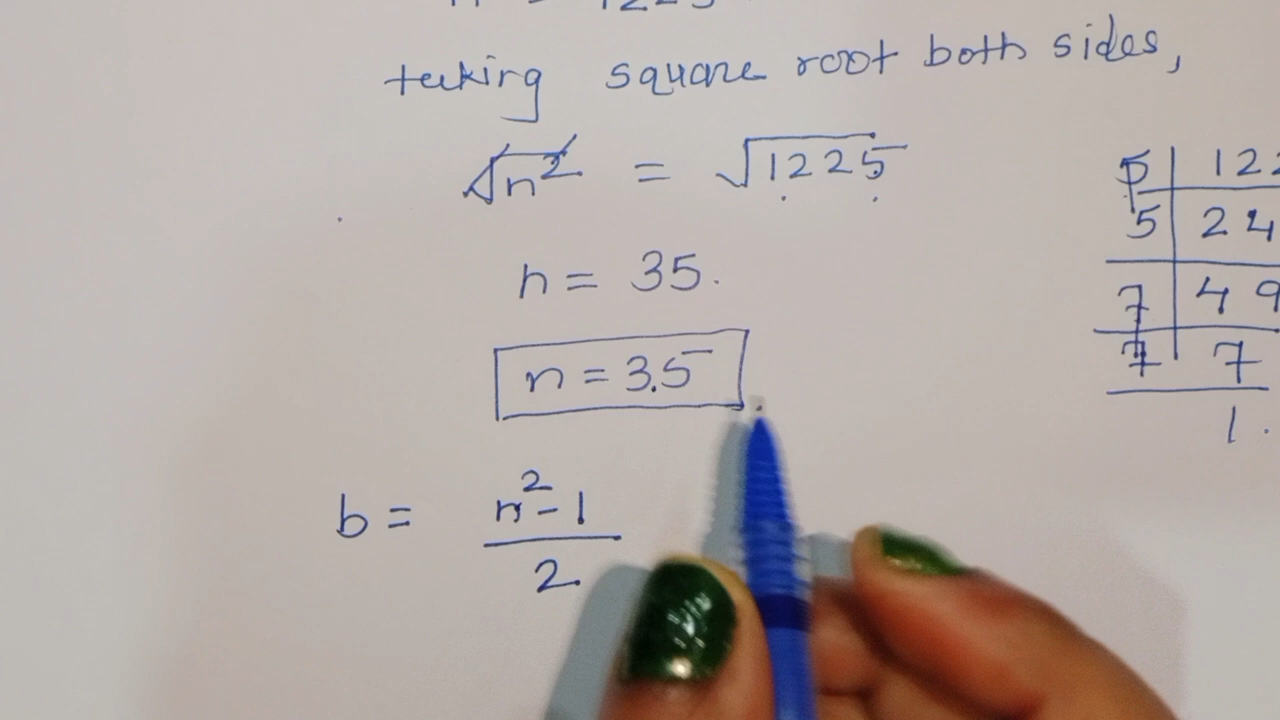 taking square root both sides,
√n² = √1225
n = 35.
n = 35
b = n² - 1
2
5 | 122
5 | 24
7 | 49
7 | 7
1.